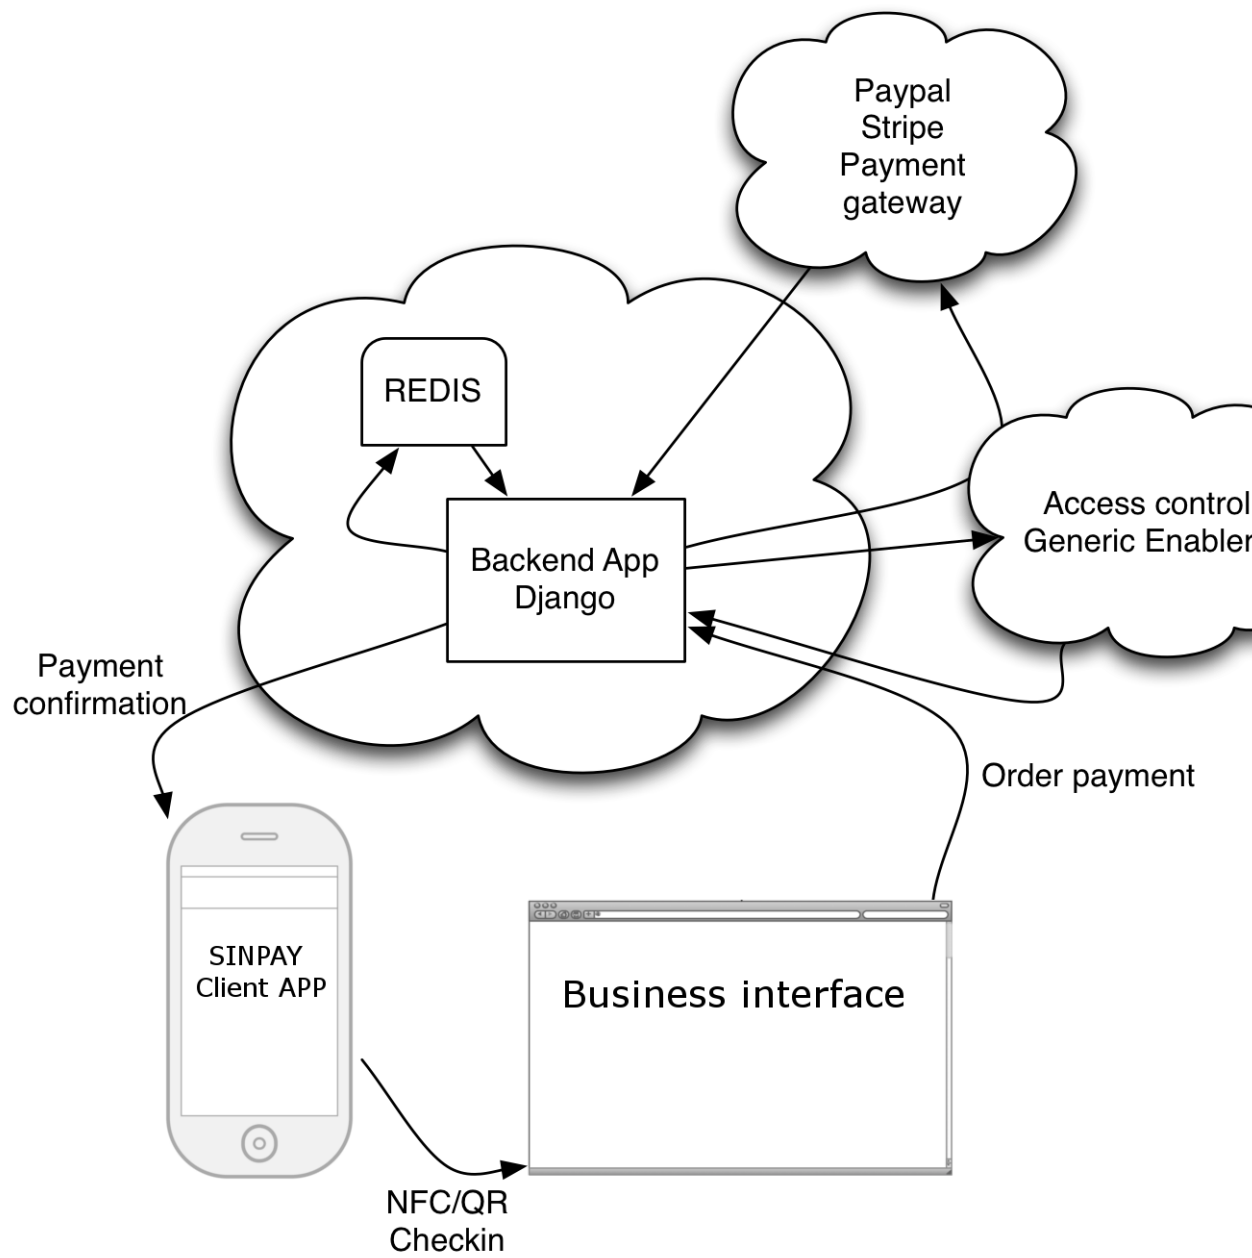 Paypal
Stripe
Payment
gateway
REDIS
Access control
Generic Enabler
Backend App
Django
Payment
confirmation
Order payment
SINPAY
Client APP
Business interface
NFC/QR
Checkin